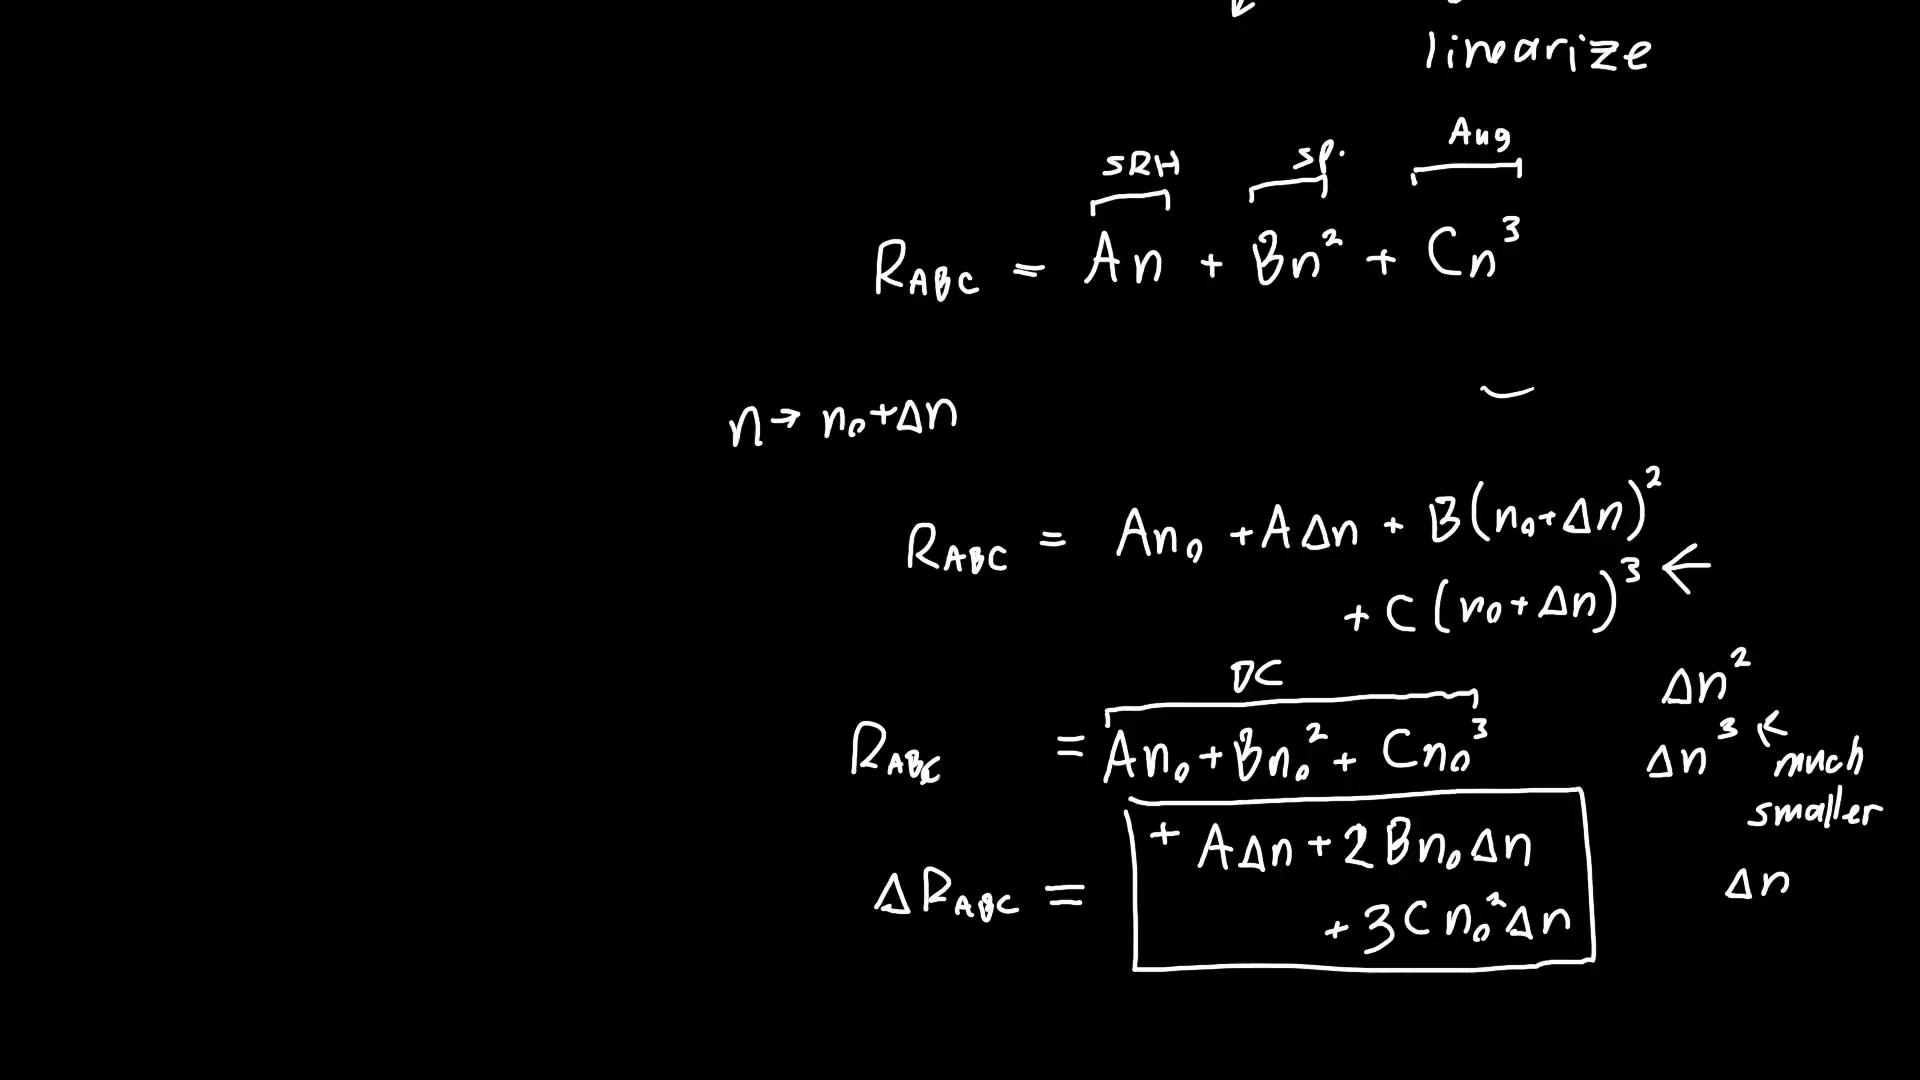 linearize
SRH sp. Aug
R_ABC = An + Bn² + Cn³
n → n₀+Δn
R_ABC = An₀ + AΔn + B(n₀+Δn)²
+ C(n₀+Δn)³ ←
DC
R_ABC = An₀ + Bn₀² + Cn₀³
+ AΔn + 2Bn₀Δn
ΔR_ABC =
+ 3Cn₀²Δn
Δn²
Δn³ ← much
smaller
Δn